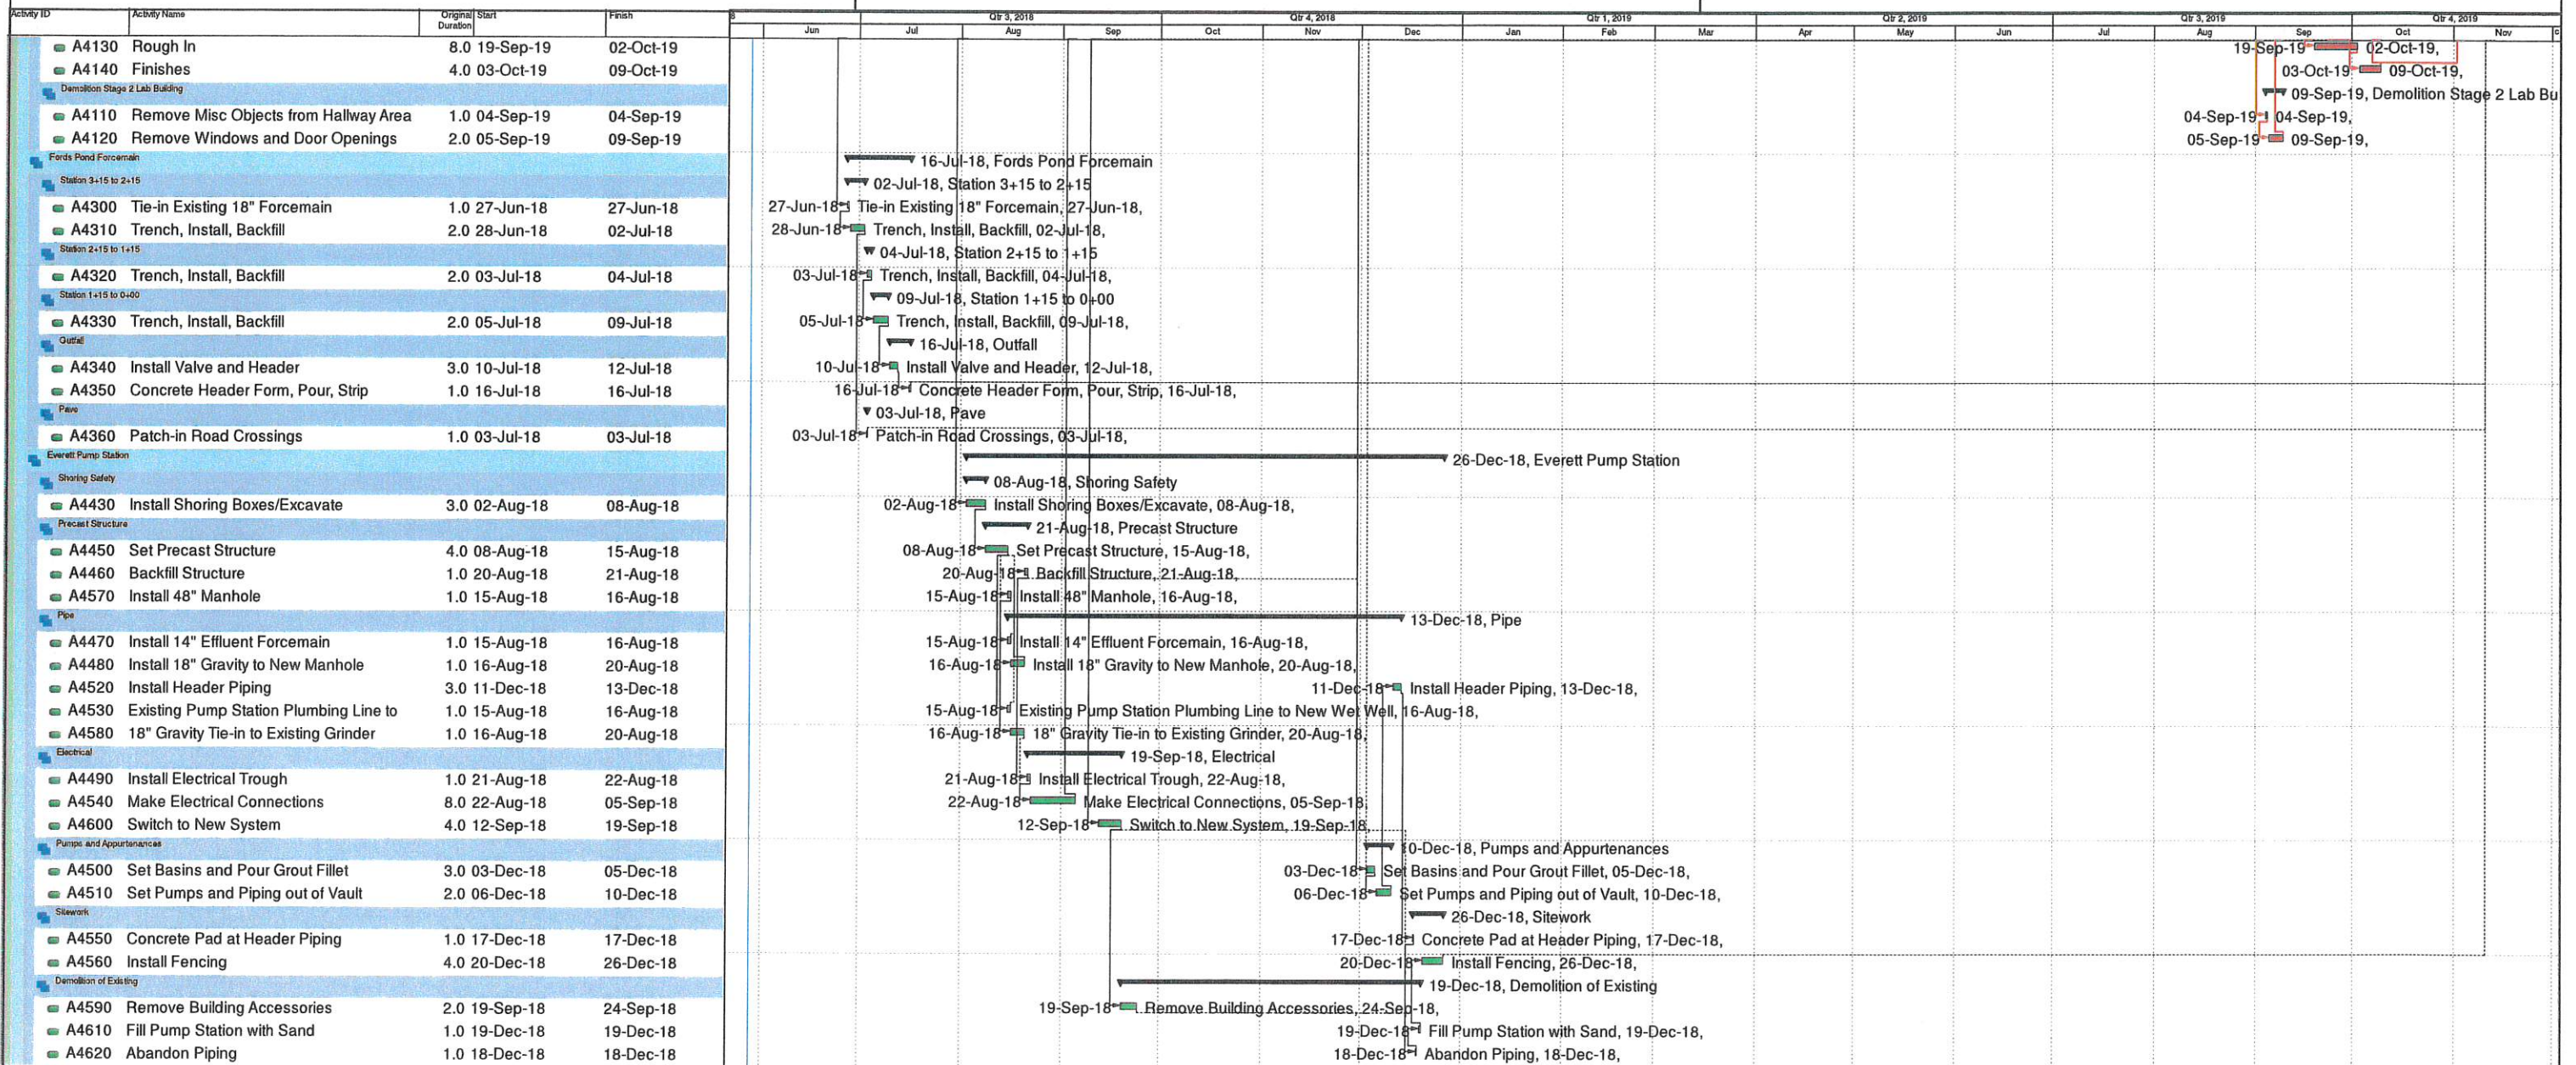 Activity ID Activity Name Original Duration Start Finish
8 Qtr 3, 2018 Qtr 4, 2018 Qtr 1, 2019 Qtr 2, 2019 Qtr 3, 2019 Qtr 4, 2019
Jun Jul Aug Sep Oct Nov Dec Jan Feb Mar Apr May Jun Jul Aug Sep Oct Nov
A4130 Rough In 8.0 19-Sep-19 02-Oct-19 19-Sep-19 02-Oct-19,
A4140 Finishes 4.0 03-Oct-19 09-Oct-19 03-Oct-19 09-Oct-19,
Demolition Stage 2 Lab Building 09-Sep-19, Demolition Stage 2 Lab Bu
A4110 Remove Misc Objects from Hallway Area 1.0 04-Sep-19 04-Sep-19 04-Sep-19 04-Sep-19,
A4120 Remove Windows and Door Openings 2.0 05-Sep-19 09-Sep-19 05-Sep-19 09-Sep-19,
Fords Pond Forcemain 16-Jul-18, Fords Pond Forcemain
Station 3+15 to 2+15 02-Jul-18, Station 3+15 to 2+15
A4300 Tie-in Existing 18" Forcemain 1.0 27-Jun-18 27-Jun-18 27-Jun-18 Tie-in Existing 18" Forcemain, 27-Jun-18,
A4310 Trench, Install, Backfill 2.0 28-Jun-18 02-Jul-18 28-Jun-18 Trench, Install, Backfill, 02-Jul-18,
Station 2+15 to 1+15 04-Jul-18, Station 2+15 to 1+15
A4320 Trench, Install, Backfill 2.0 03-Jul-18 04-Jul-18 03-Jul-18 Trench, Install, Backfill, 04-Jul-18,
Station 1+15 to 0+00 09-Jul-18, Station 1+15 to 0+00
A4330 Trench, Install, Backfill 2.0 05-Jul-18 09-Jul-18 05-Jul-18 Trench, Install, Backfill, 09-Jul-18,
Outfall 16-Jul-18, Outfall
A4340 Install Valve and Header 3.0 10-Jul-18 12-Jul-18 10-Jul-18 Install Valve and Header, 12-Jul-18,
A4350 Concrete Header Form, Pour, Strip 1.0 16-Jul-18 16-Jul-18 16-Jul-18 Concrete Header Form, Pour, Strip, 16-Jul-18,
Pave 03-Jul-18, Pave
A4360 Patch-in Road Crossings 1.0 03-Jul-18 03-Jul-18 03-Jul-18 Patch-in Road Crossings, 03-Jul-18,
Everett Pump Station 26-Dec-18, Everett Pump Station
Shoring Safety 08-Aug-18, Shoring Safety
A4430 Install Shoring Boxes/Excavate 3.0 02-Aug-18 08-Aug-18 02-Aug-18 Install Shoring Boxes/Excavate, 08-Aug-18,
Precast Structure 21-Aug-18, Precast Structure
A4450 Set Precast Structure 4.0 08-Aug-18 15-Aug-18 08-Aug-18 Set Precast Structure, 15-Aug-18,
A4460 Backfill Structure 1.0 20-Aug-18 21-Aug-18 20-Aug-18 Backfill Structure, 21-Aug-18,
A4570 Install 48" Manhole 1.0 15-Aug-18 16-Aug-18 15-Aug-18 Install 48" Manhole, 16-Aug-18,
Pipe 13-Dec-18, Pipe
A4470 Install 14" Effluent Forcemain 1.0 15-Aug-18 16-Aug-18 15-Aug-18 Install 14" Effluent Forcemain, 16-Aug-18,
A4480 Install 18" Gravity to New Manhole 1.0 16-Aug-18 20-Aug-18 16-Aug-18 Install 18" Gravity to New Manhole, 20-Aug-18,
A4520 Install Header Piping 3.0 11-Dec-18 13-Dec-18 11-Dec-18 Install Header Piping, 13-Dec-18,
A4530 Existing Pump Station Plumbing Line to 1.0 15-Aug-18 16-Aug-18 15-Aug-18 Existing Pump Station Plumbing Line to New Wet Well, 16-Aug-18,
A4580 18" Gravity Tie-in to Existing Grinder 1.0 16-Aug-18 20-Aug-18 16-Aug-18 18" Gravity Tie-in to Existing Grinder, 20-Aug-18,
Electrical 19-Sep-18, Electrical
A4490 Install Electrical Trough 1.0 21-Aug-18 22-Aug-18 21-Aug-18 Install Electrical Trough, 22-Aug-18,
A4540 Make Electrical Connections 8.0 22-Aug-18 05-Sep-18 22-Aug-18 Make Electrical Connections, 05-Sep-18,
A4600 Switch to New System 4.0 12-Sep-18 19-Sep-18 12-Sep-18 Switch to New System, 19-Sep-18,
Pumps and Appurtenances 10-Dec-18, Pumps and Appurtenances
A4500 Set Basins and Pour Grout Fillet 3.0 03-Dec-18 05-Dec-18 03-Dec-18 Set Basins and Pour Grout Fillet, 05-Dec-18,
A4510 Set Pumps and Piping out of Vault 2.0 06-Dec-18 10-Dec-18 06-Dec-18 Set Pumps and Piping out of Vault, 10-Dec-18,
Sitework 26-Dec-18, Sitework
A4550 Concrete Pad at Header Piping 1.0 17-Dec-18 17-Dec-18 17-Dec-18 Concrete Pad at Header Piping, 17-Dec-18,
A4560 Install Fencing 4.0 20-Dec-18 26-Dec-18 20-Dec-18 Install Fencing, 26-Dec-18,
Demolition of Existing 19-Dec-18, Demolition of Existing
A4590 Remove Building Accessories 2.0 19-Sep-18 24-Sep-18 19-Sep-18 Remove Building Accessories, 24-Sep-18,
A4610 Fill Pump Station with Sand 1.0 19-Dec-18 19-Dec-18 19-Dec-18 Fill Pump Station with Sand, 19-Dec-18,
A4620 Abandon Piping 1.0 18-Dec-18 18-Dec-18 18-Dec-18 Abandon Piping, 18-Dec-18,